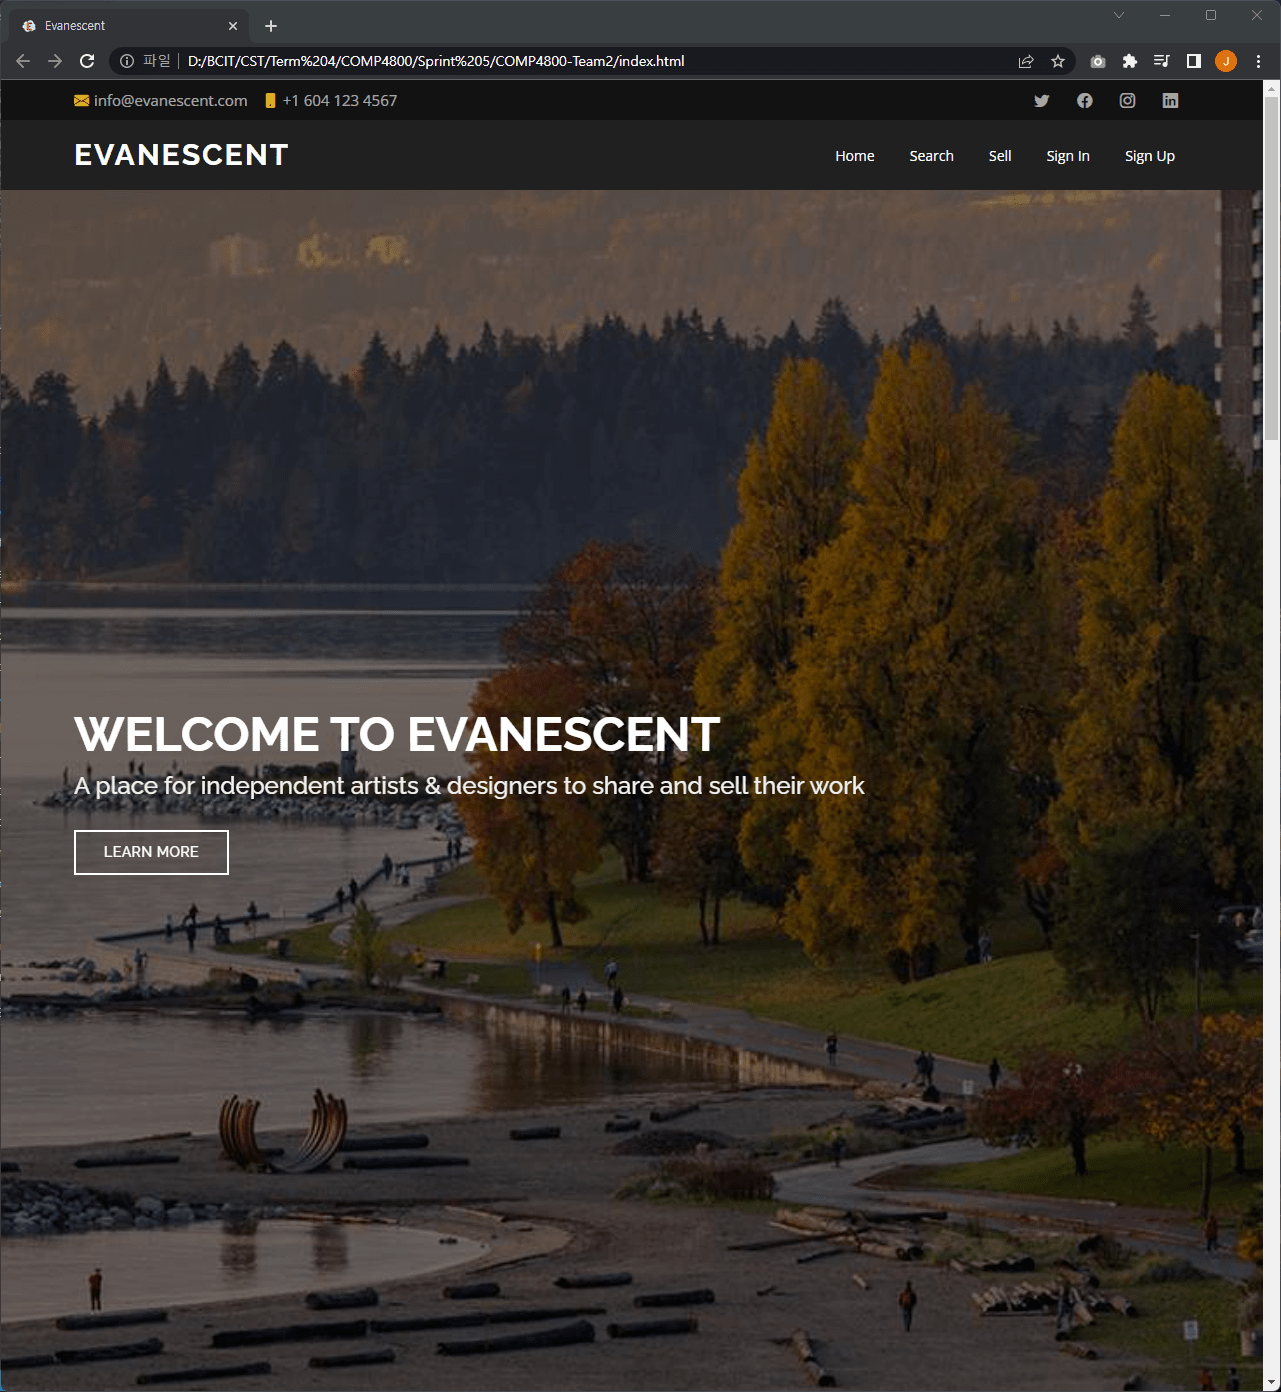 Evanescent
파일 D:/BCIT/CST/Term%204/COMP4800/Sprint%205/COMP4800-Team2/index.html
J
info@evanescent.com +1 604 123 4567
EVANESCENT
Home Search Sell Sign In Sign Up
WELCOME TO EVANESCENT
A place for independent artists & designers to share and sell their work
LEARN MORE